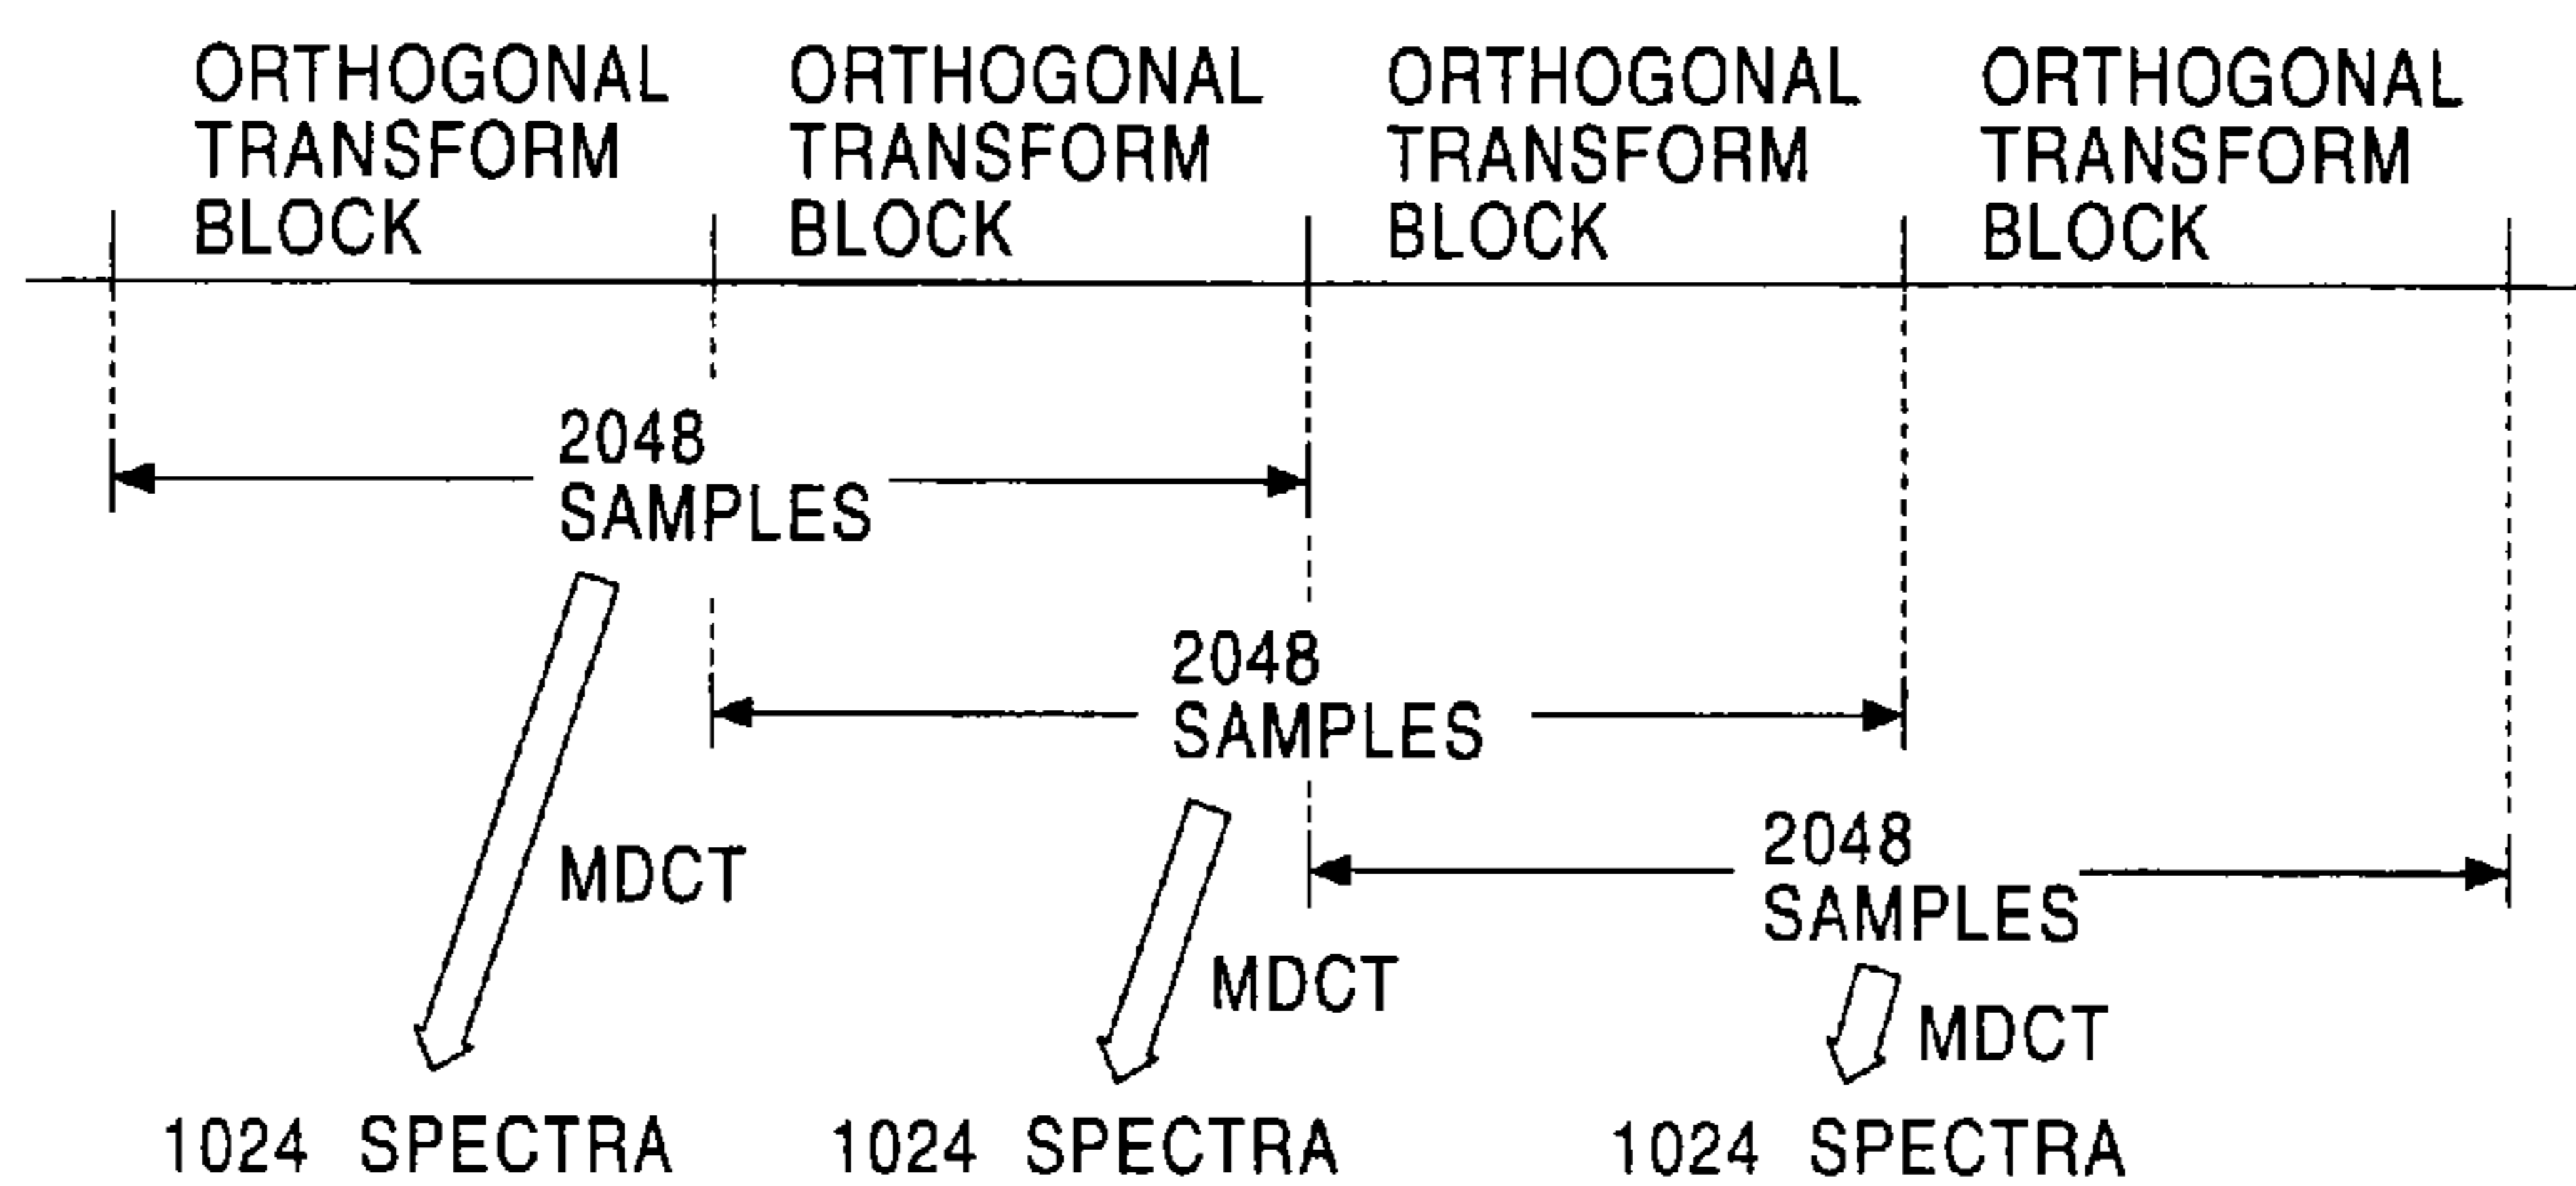 ORTHOGONAL
TRANSFORM
BLOCK
ORTHOGONAL
TRANSFORM
BLOCK
ORTHOGONAL
TRANSFORM
BLOCK
ORTHOGONAL
TRANSFORM
BLOCK
2048
SAMPLES
2048
SAMPLES
2048
SAMPLES
MDCT
MDCT
MDCT
1024 SPECTRA
1024 SPECTRA
1024 SPECTRA